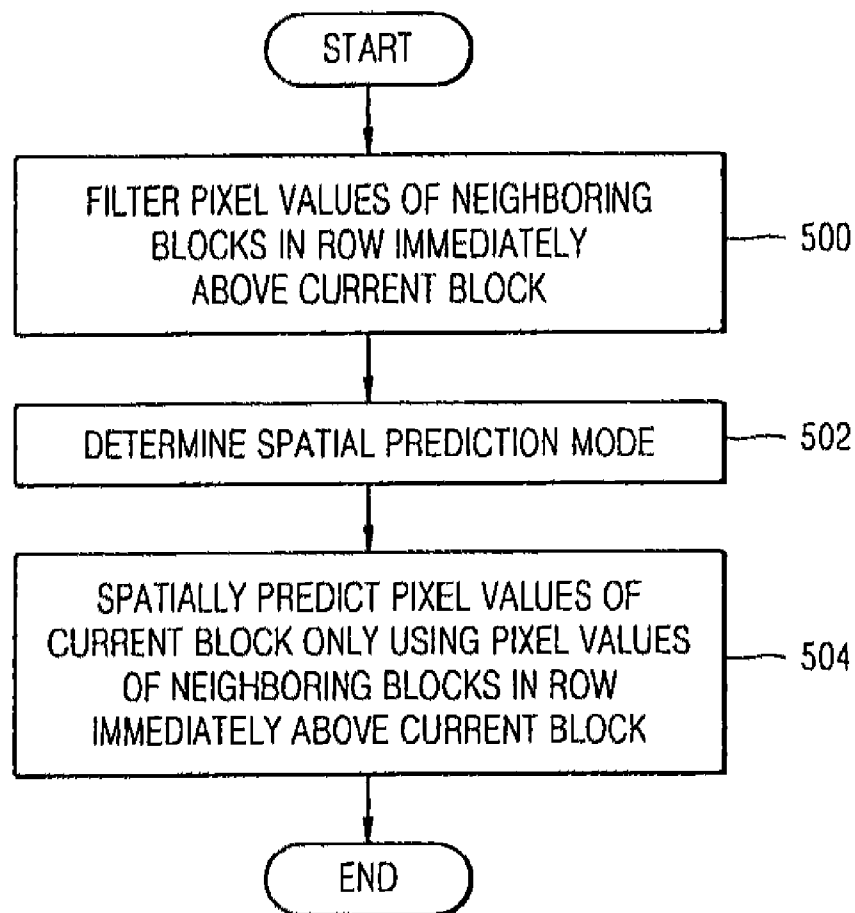 START
FILTER PIXEL VALUES OF NEIGHBORING
BLOCKS IN ROW IMMEDIATELY
ABOVE CURRENT BLOCK
500
DETERMINE SPATIAL PREDICTION MODE
502
SPATIALLY PREDICT PIXEL VALUES OF
CURRENT BLOCK ONLY USING PIXEL VALUES
OF NEIGHBORING BLOCKS IN ROW
IMMEDIATELY ABOVE CURRENT BLOCK
504
END